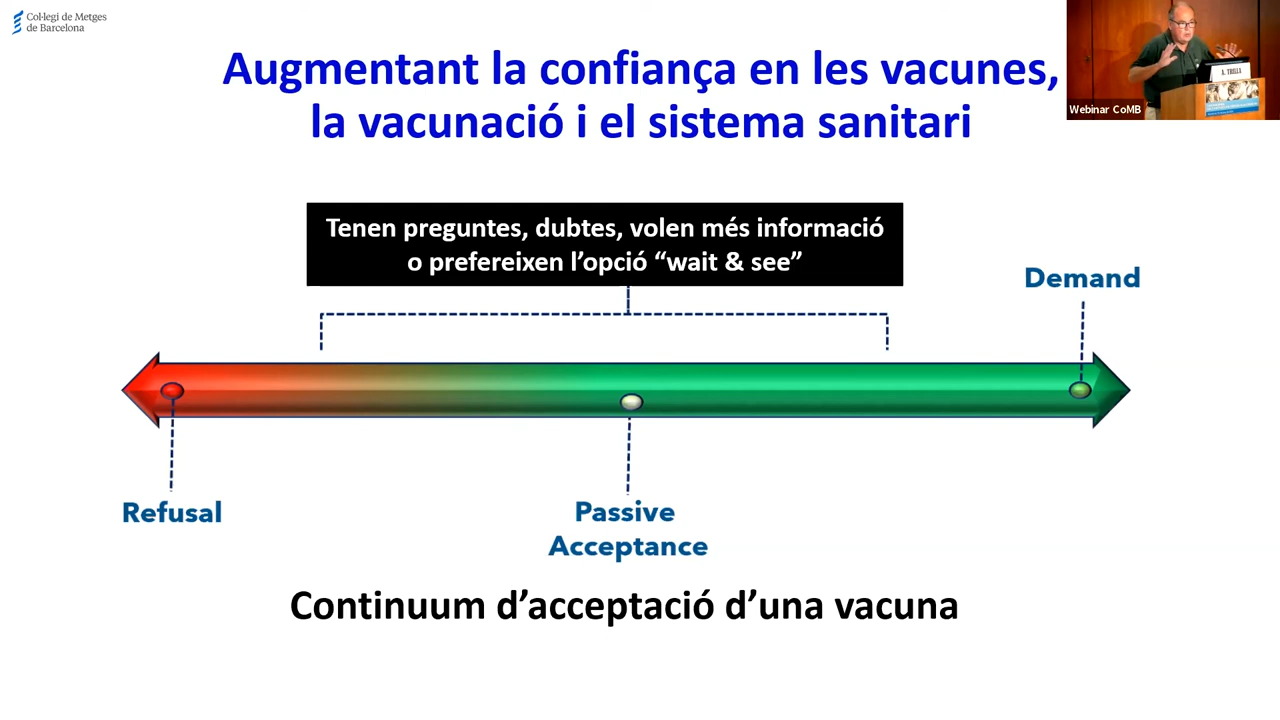 Col·legi de Metges
de Barcelona
Augmentant la confiança en les vacunes,
la vacunació i el sistema sanitari
A. TRILLA
Webinar CoMB
Tenen preguntes, dubtes, volen més informació
o prefereixen l’opció “wait & see”
Demand
Refusal
Passive
Acceptance
Continuum d’acceptació d’una vacuna